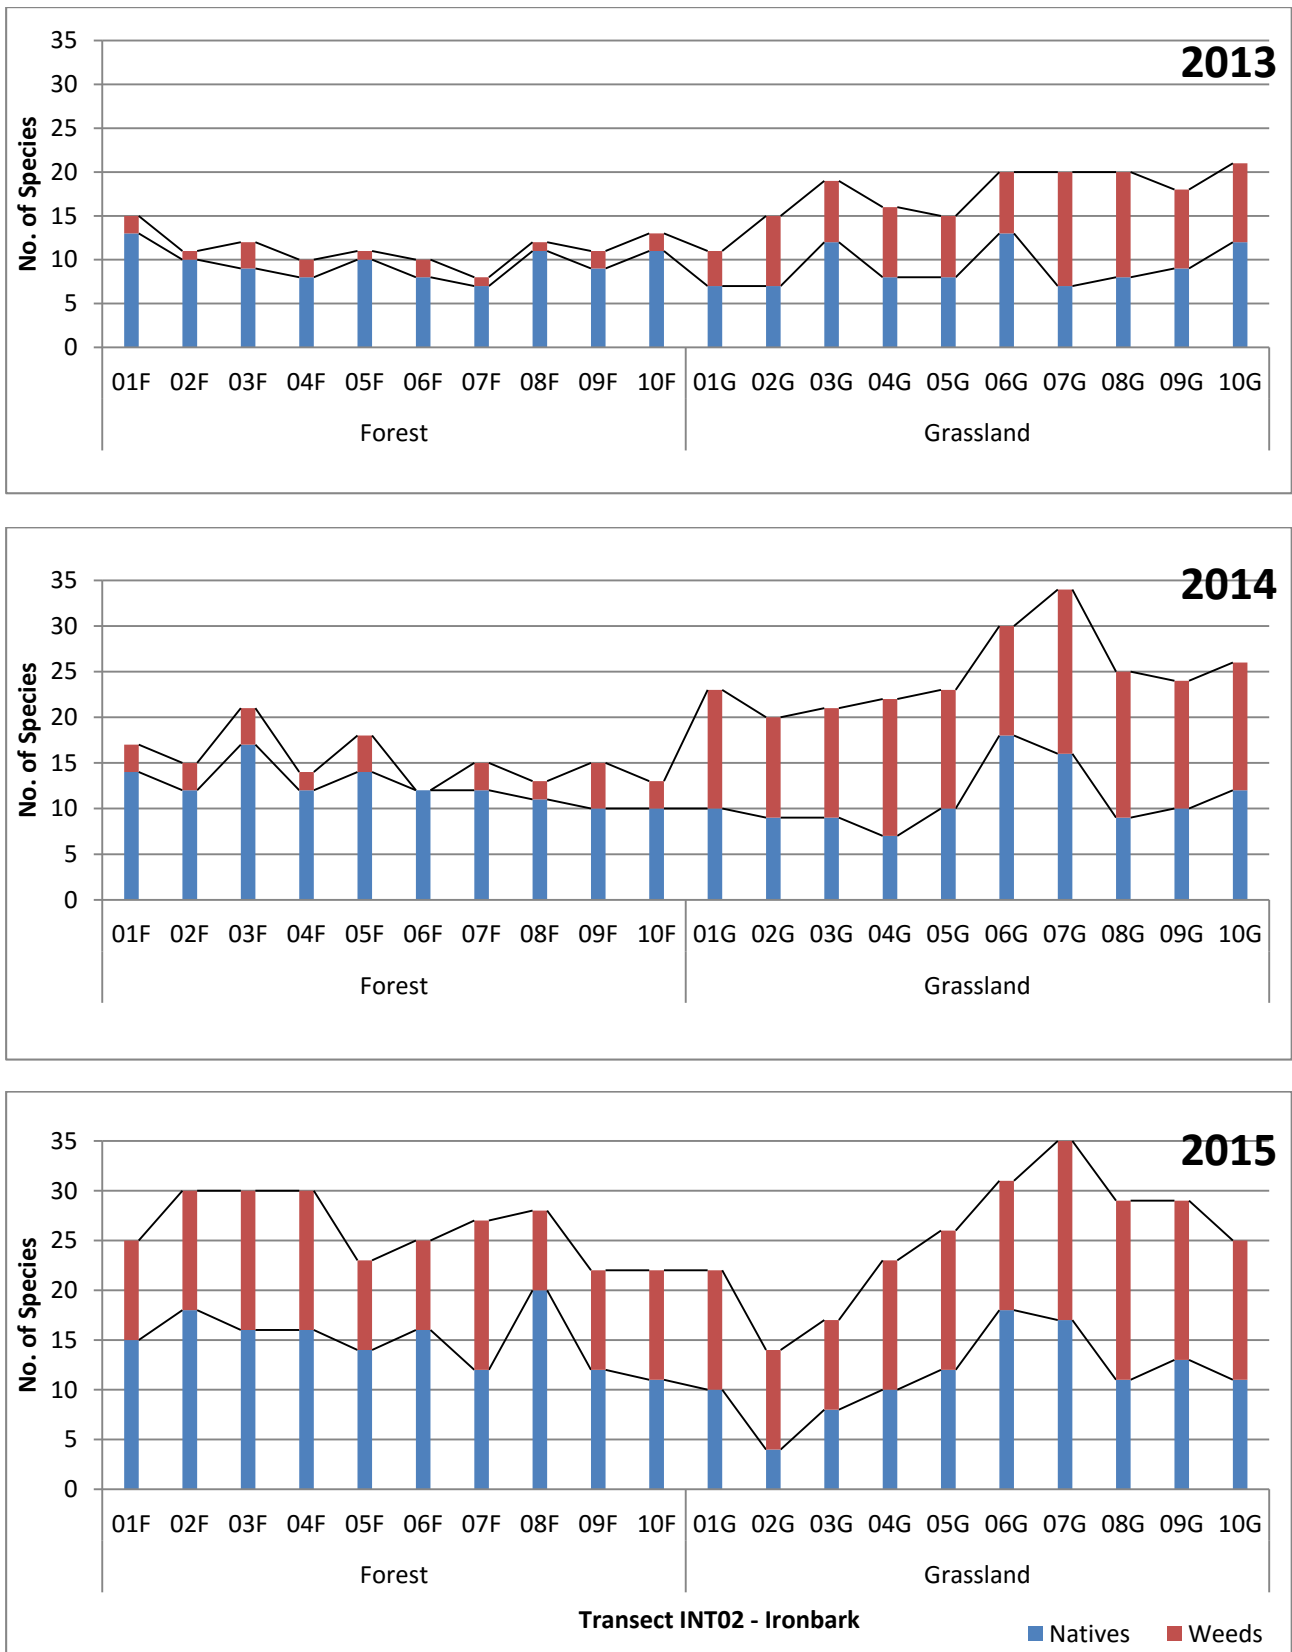 2013
No. of Species
35
30
25
20
15
10
5
0
01F 02F 03F 04F 05F 06F 07F 08F 09F 10F 01G 02G 03G 04G 05G 06G 07G 08G 09G 10G
Forest Grassland
2014
No. of Species
35
30
25
20
15
10
5
0
01F 02F 03F 04F 05F 06F 07F 08F 09F 10F 01G 02G 03G 04G 05G 06G 07G 08G 09G 10G
Forest Grassland
2015
No. of Species
35
30
25
20
15
10
5
0
01F 02F 03F 04F 05F 06F 07F 08F 09F 10F 01G 02G 03G 04G 05G 06G 07G 08G 09G 10G
Forest Grassland
Transect INT02 - Ironbark
Natives Weeds